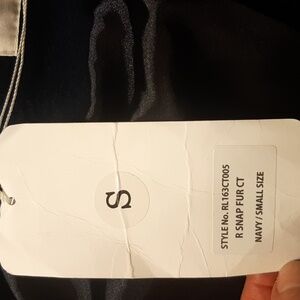 S
STYLE No. RL163CT005
R SNAP FUR CT
NAVY / SMALL SIZE